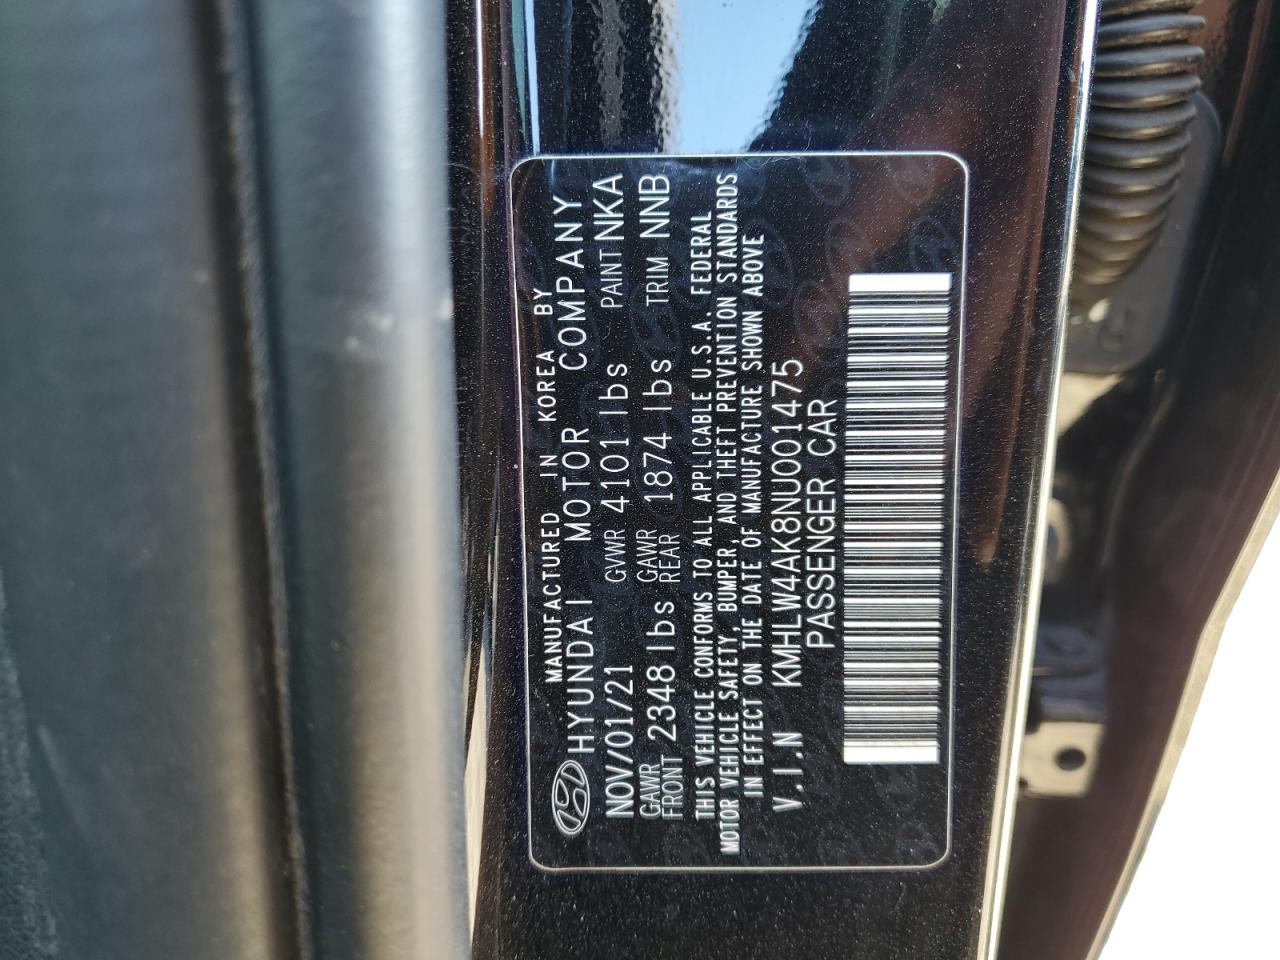 MANUFACTURED IN KOREA BY
HYUNDAI MOTOR COMPANY
NOV/01/21 GVWR 4101 lbs PAINT NKA
GAWR FRONT 2348 lbs GAWR REAR 1874 lbs TRIM NNB
THIS VEHICLE CONFORMS TO ALL APPLICABLE U.S.A. FEDERAL
MOTOR VEHICLE SAFETY, BUMPER, AND THEFT PREVENTION STANDARDS
IN EFFECT ON THE DATE OF MANUFACTURE SHOWN ABOVE
V.I.N KMHLW4AK8NU001475
PASSENGER CAR